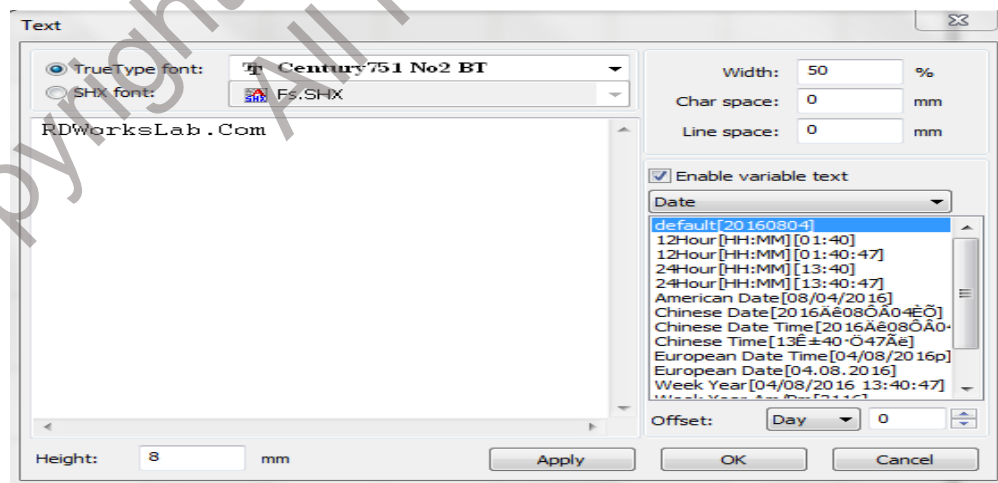 Text
TrueType font: Century751 No2 BT
SHX font: Fs.SHX
RDWorksLab.Com
Height: 8 mm
Apply
Width: 50 %
Char space: 0 mm
Line space: 0 mm
Enable variable text
Date
default[20160804]
12Hour[HH:MM][01:40]
12Hour[HH:MM][01:40:47]
24Hour[HH:MM][13:40]
24Hour[HH:MM][13:40:47]
American Date[08/04/2016]
Chinese Date[2016Äê08ÔÂ04ÈÕ]
Chinese Date Time[2016Äê08ÔÂ0
Chinese Time[13ʱ40·Ö47Ãë]
European Date Time[04/08/2016p]
European Date[04.08.2016]
Week Year[04/08/2016 13:40:47]
Offset: Day 0
OK Cancel